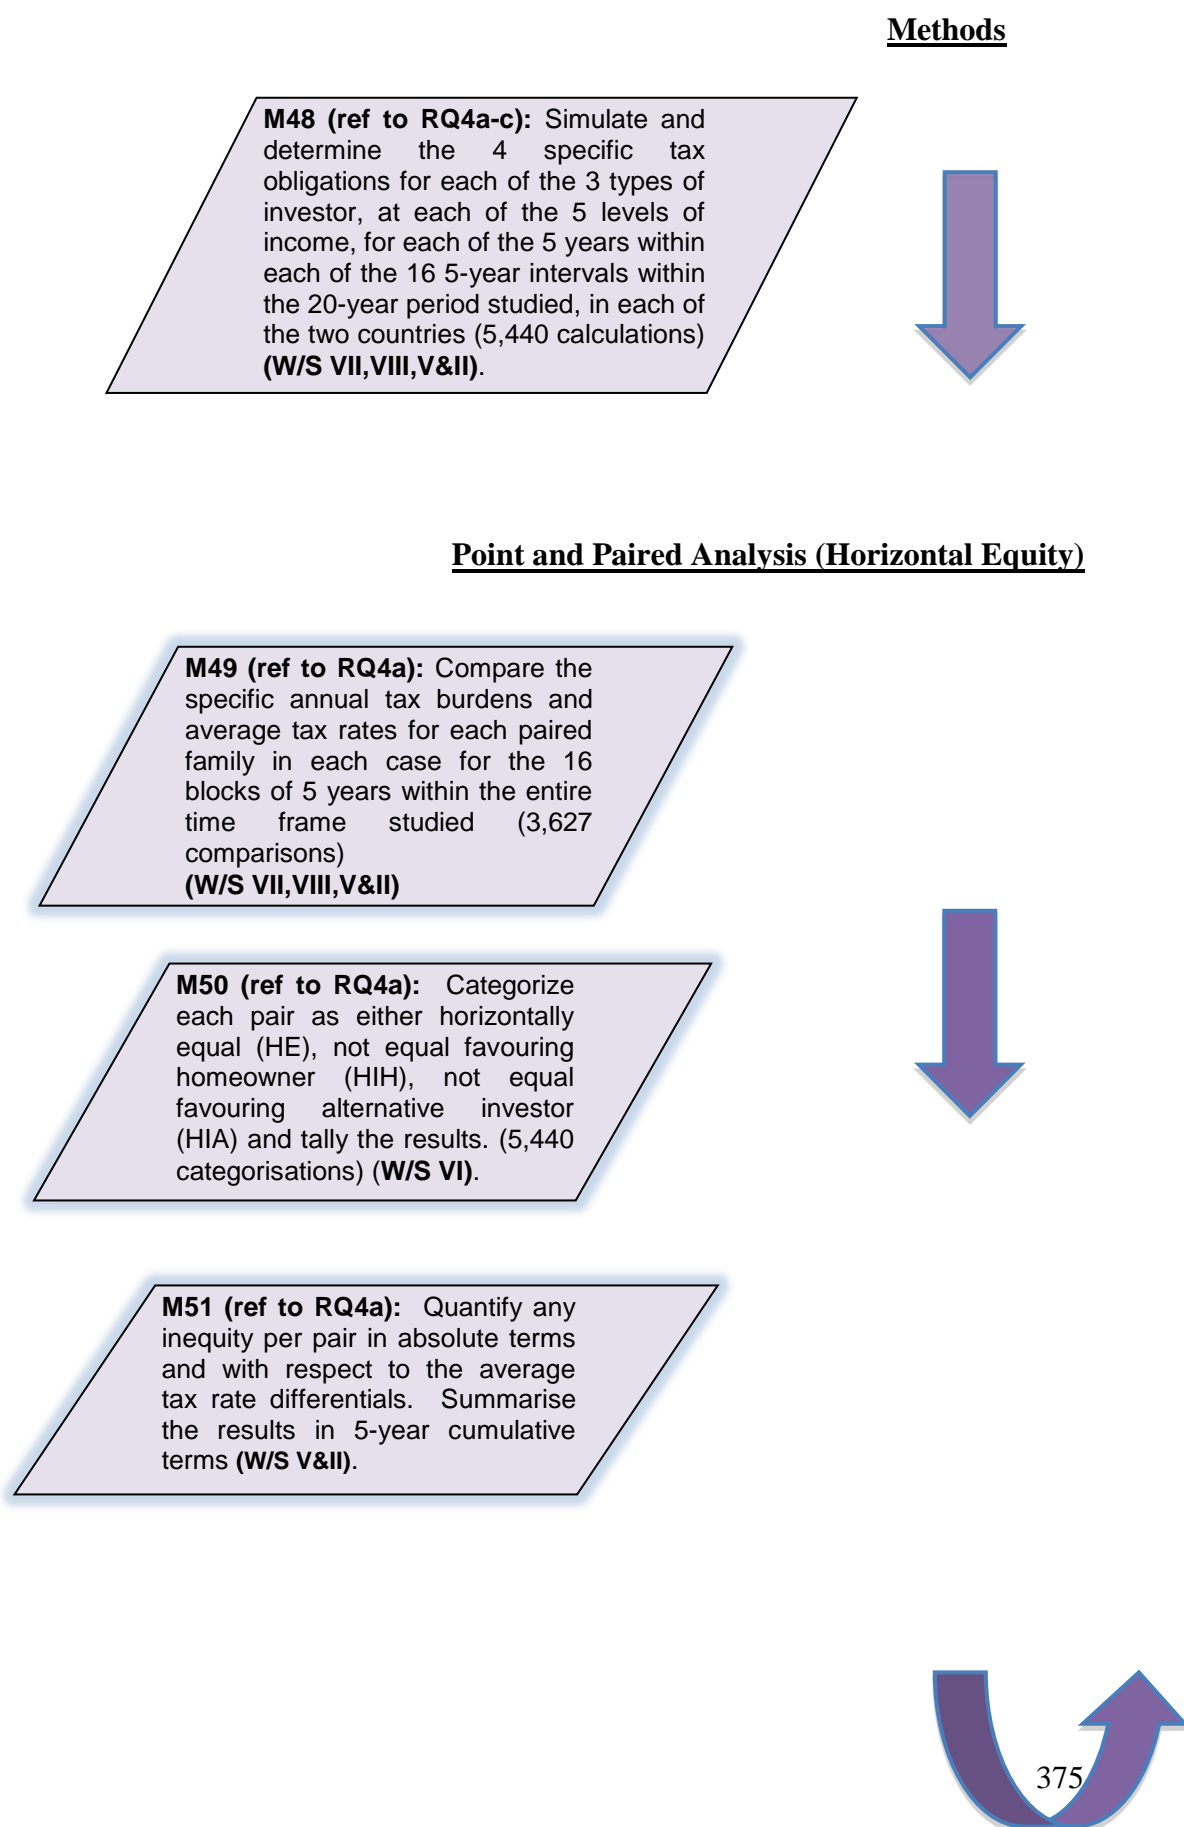 Methods
M48 (ref to RQ4a-c): Simulate and
determine the 4 specific tax
obligations for each of the 3 types of
investor, at each of the 5 levels of
income, for each of the 5 years within
each of the 16 5-year intervals within
the 20-year period studied, in each of
the two countries (5,440 calculations)
(W/S VII,VIII,V&II).
Point and Paired Analysis (Horizontal Equity)
M49 (ref to RQ4a): Compare the
specific annual tax burdens and
average tax rates for each paired
family in each case for the 16
blocks of 5 years within the entire
time frame studied (3,627
comparisons)
(W/S VII,VIII,V&II)
M50 (ref to RQ4a): Categorize
each pair as either horizontally
equal (HE), not equal favouring
homeowner (HIH), not equal
favouring alternative investor
(HIA) and tally the results. (5,440
categorisations) (W/S VI).
M51 (ref to RQ4a): Quantify any
inequity per pair in absolute terms
and with respect to the average
tax rate differentials. Summarise
the results in 5-year cumulative
terms (W/S V&II).
375